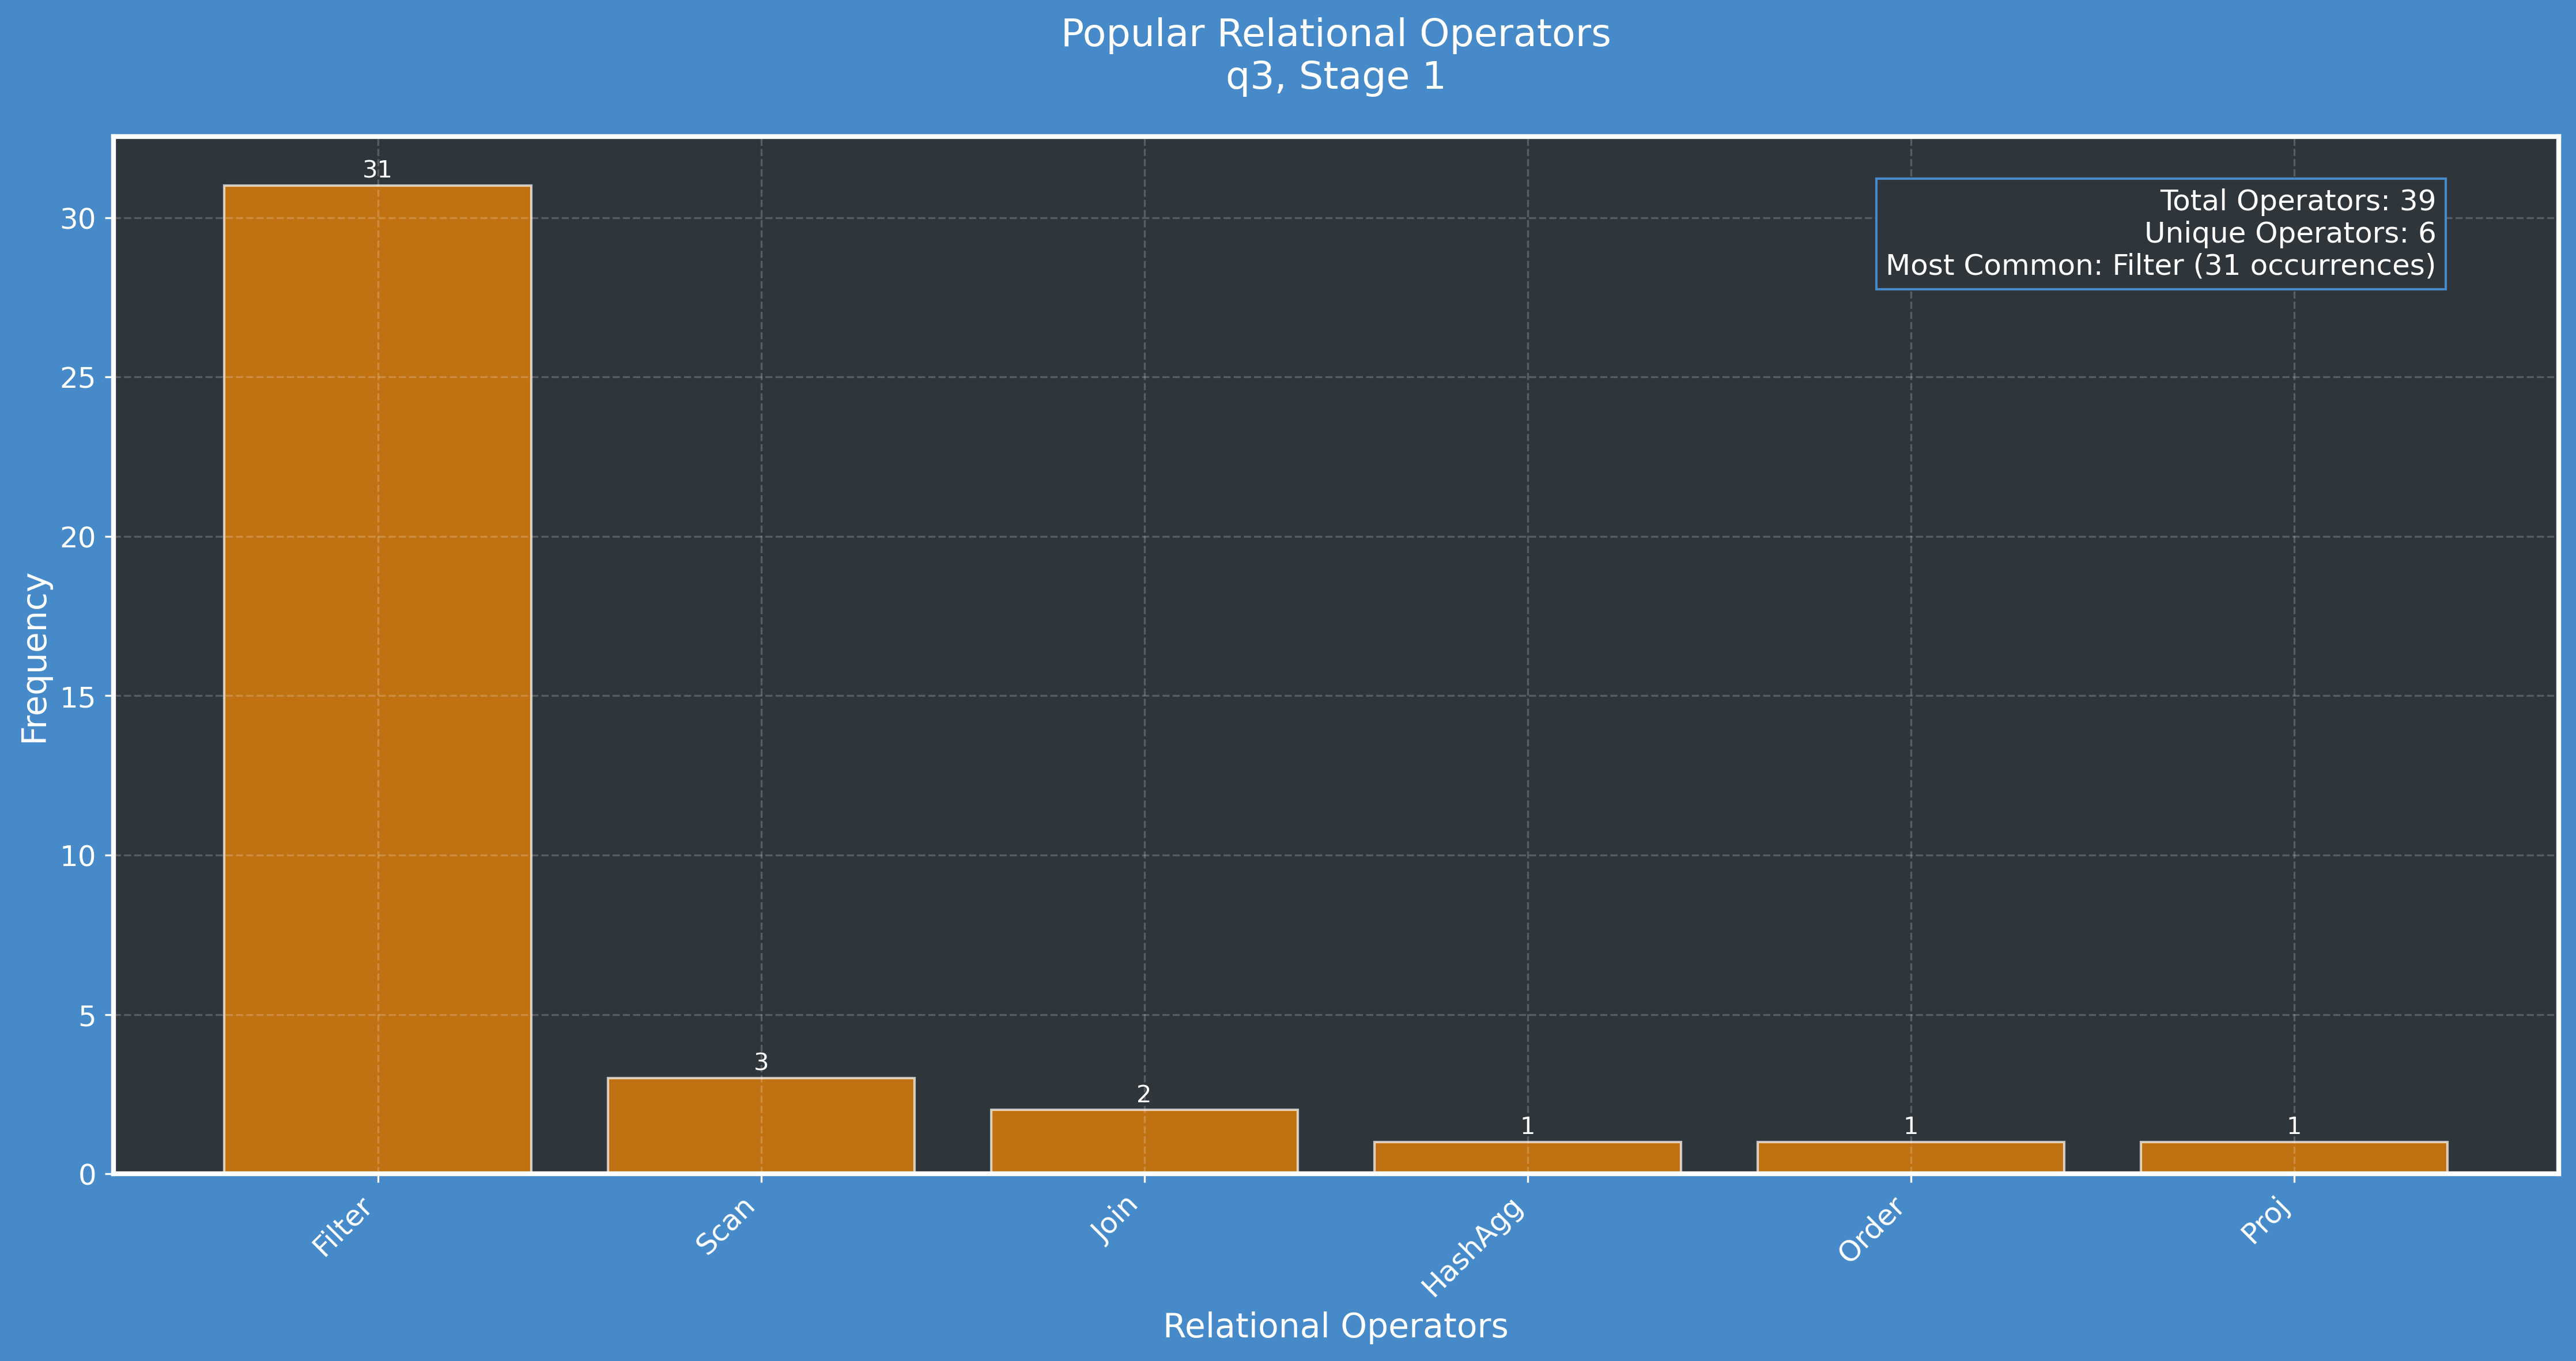 Popular Relational Operators
q3, Stage 1
31
Total Operators: 39
Unique Operators: 6
Most Common: Filter (31 occurrences)
30
25
20
15
10
5
0
Frequency
3
2
1
1
1
Filter
Scan
Join
HashAgg
Order
Proj
Relational Operators